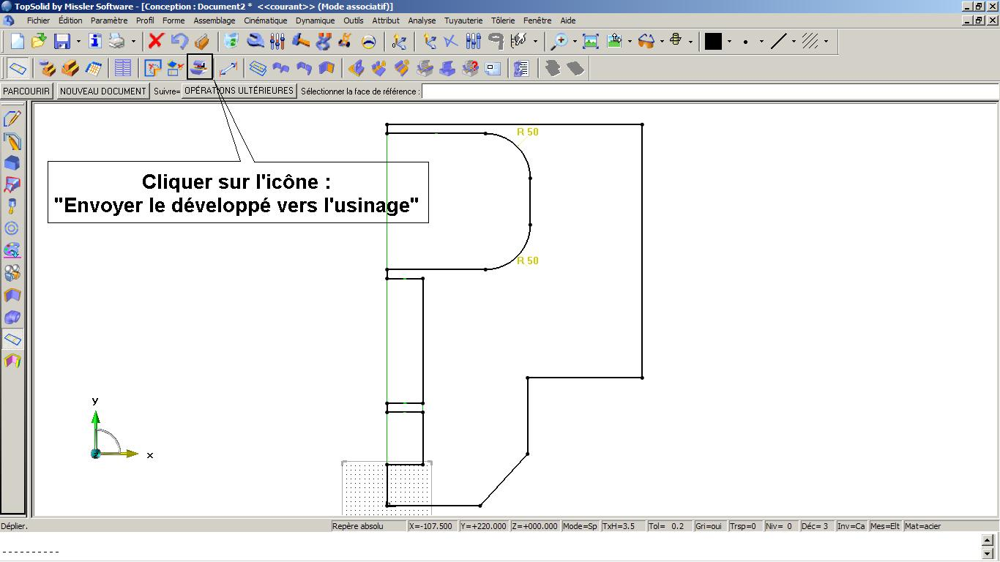 TopSolid by Missler Software - [Conception : Document2 * <<courant>> (Mode associatif)]
Fichier Édition Paramètre Profil Forme Assemblage Cinématique Dynamique Outils Attribut Analyse Tuyauterie Tôlerie Fenêtre Aide
PARCOURIR NOUVEAU DOCUMENT Suivre= OPÉRATIONS ULTÉRIEURES Sélectionner la face de référence :
R 50
Cliquer sur l'icône :
"Envoyer le développé vers l'usinage"
R 50
y
x
z
Déplier. Repère absolu X=-107.500 Y=+220.000 Z=+000.000 Mode=Sp TxH=3.5 Tol= 0.2 Gri=oui Trsp=0 Niv= 0 Déc= 3 Inv=Ca Mes=Elt Mat=acier
----------